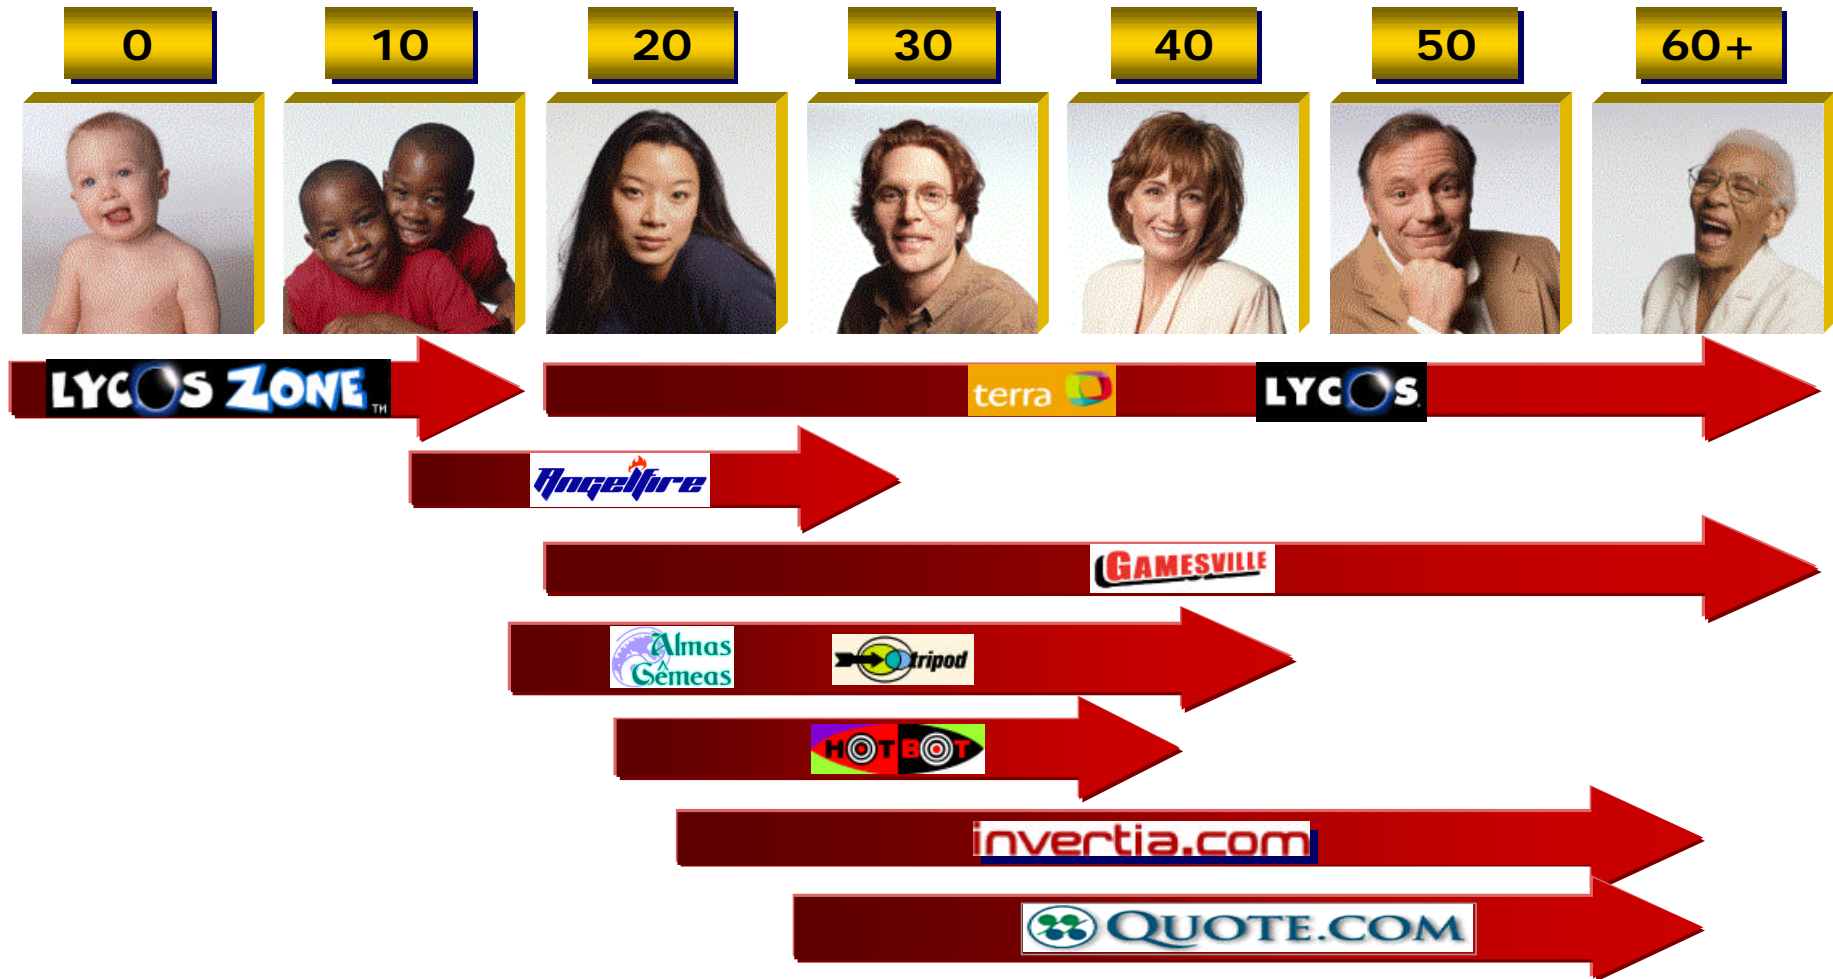 0 10 20 30 40 50 60+
LYCOS ZONE TM
terra LYCOS
Angelfire
GAMESVILLE
Almas
Gêmeas
tripod
HOTBOT
invertia.com
QUOTE.COM